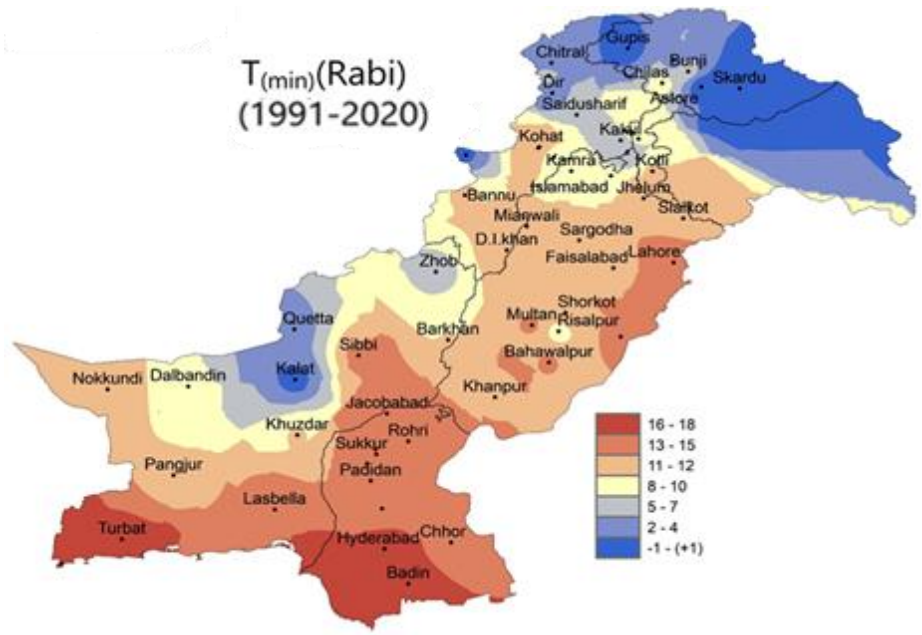 T(min)(Rabi)
(1991-2020)
Gupis
Chitral
Bunji
Chilas
Skardu
Dir
Astore
Saidusharif
Kakul
Kohat
Kamra
Kotli
Islamabad
Jhelum
Bannu
Mianwali
Sialkot
Sargodha
D.I.khan
Lahore
Faisalabad
Zhob
Shorkot
Multan
Risalpur
Quetta
Barkhan
Sibbi
Bahawalpur
Kalat
Nokkundi
Dalbandin
Khanpur
Jacobabad
Khuzdar
Rohri
Sukkur
Pangjur
Padidan
Lasbella
Turbat
Hyderabad
Chhor
Badin
16 - 18
13 - 15
11 - 12
8 - 10
5 - 7
2 - 4
-1 - (+1)